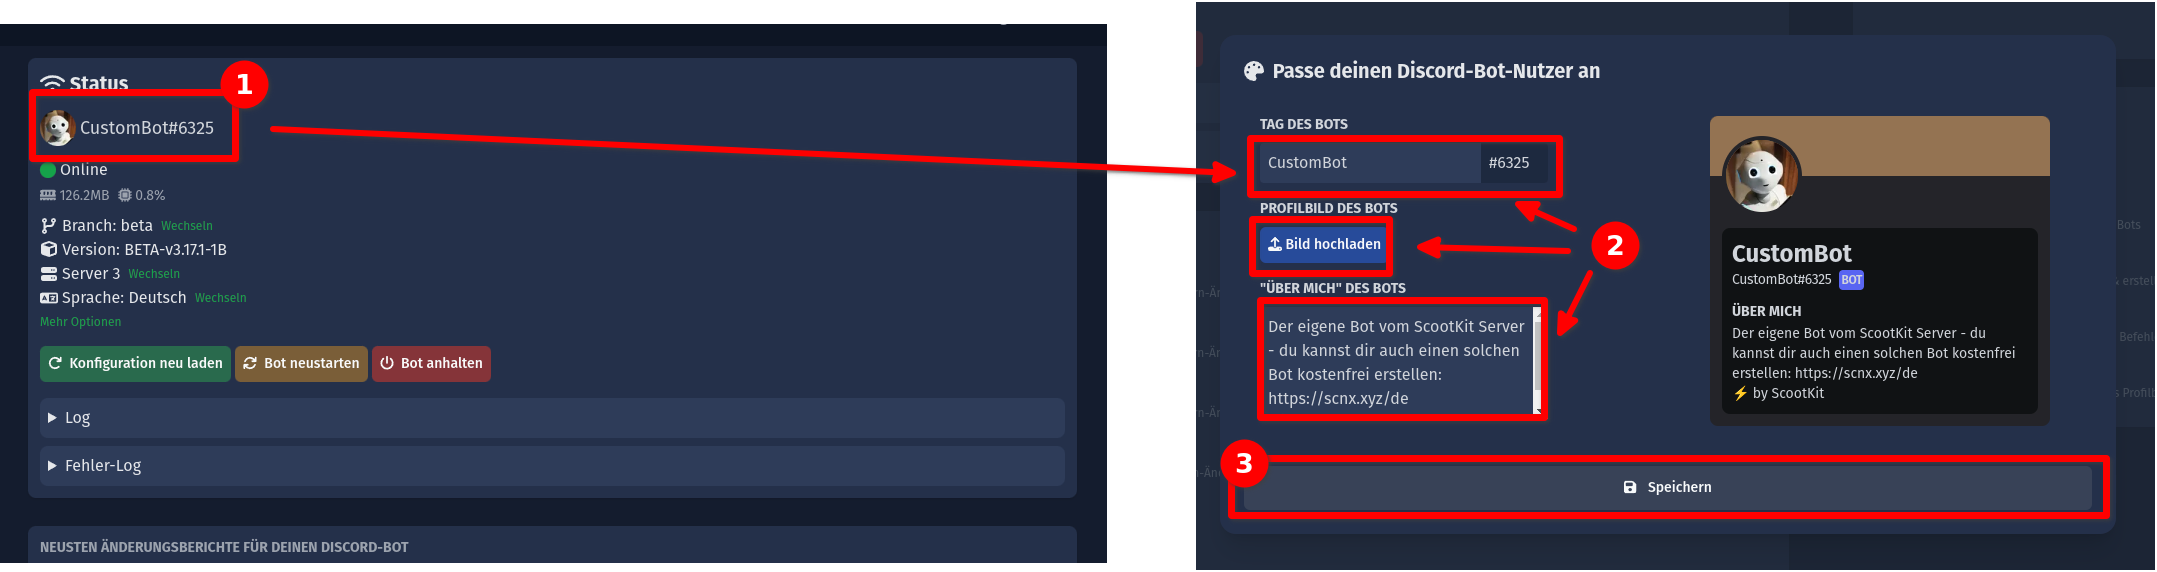 Status
1
CustomBot#6325
Online
126.2MB 0.8%
Branch: beta Wechseln
Version: BETA-v3.17.1-1B
Server 3 Wechseln
Sprache: Deutsch Wechseln
Mehr Optionen
Konfiguration neu laden Bot neustarten Bot anhalten
Log
Fehler-Log
NEUSTEN ÄNDERUNGSBERICHTE FÜR DEINEN DISCORD-BOT
Passe deinen Discord-Bot-Nutzer an
TAG DES BOTS
CustomBot #6325
PROFILBILD DES BOTS
Bild hochladen
2
"ÜBER MICH" DES BOTS
Der eigene Bot vom ScootKit Server
- du kannst dir auch einen solchen
Bot kostenfrei erstellen:
https://scnx.xyz/de
CustomBot
CustomBot#6325 BOT
ÜBER MICH
Der eigene Bot vom ScootKit Server - du
kannst dir auch einen solchen Bot kostenfrei
erstellen: https://scnx.xyz/de
⚡ by ScootKit
3
Speichern
Bots